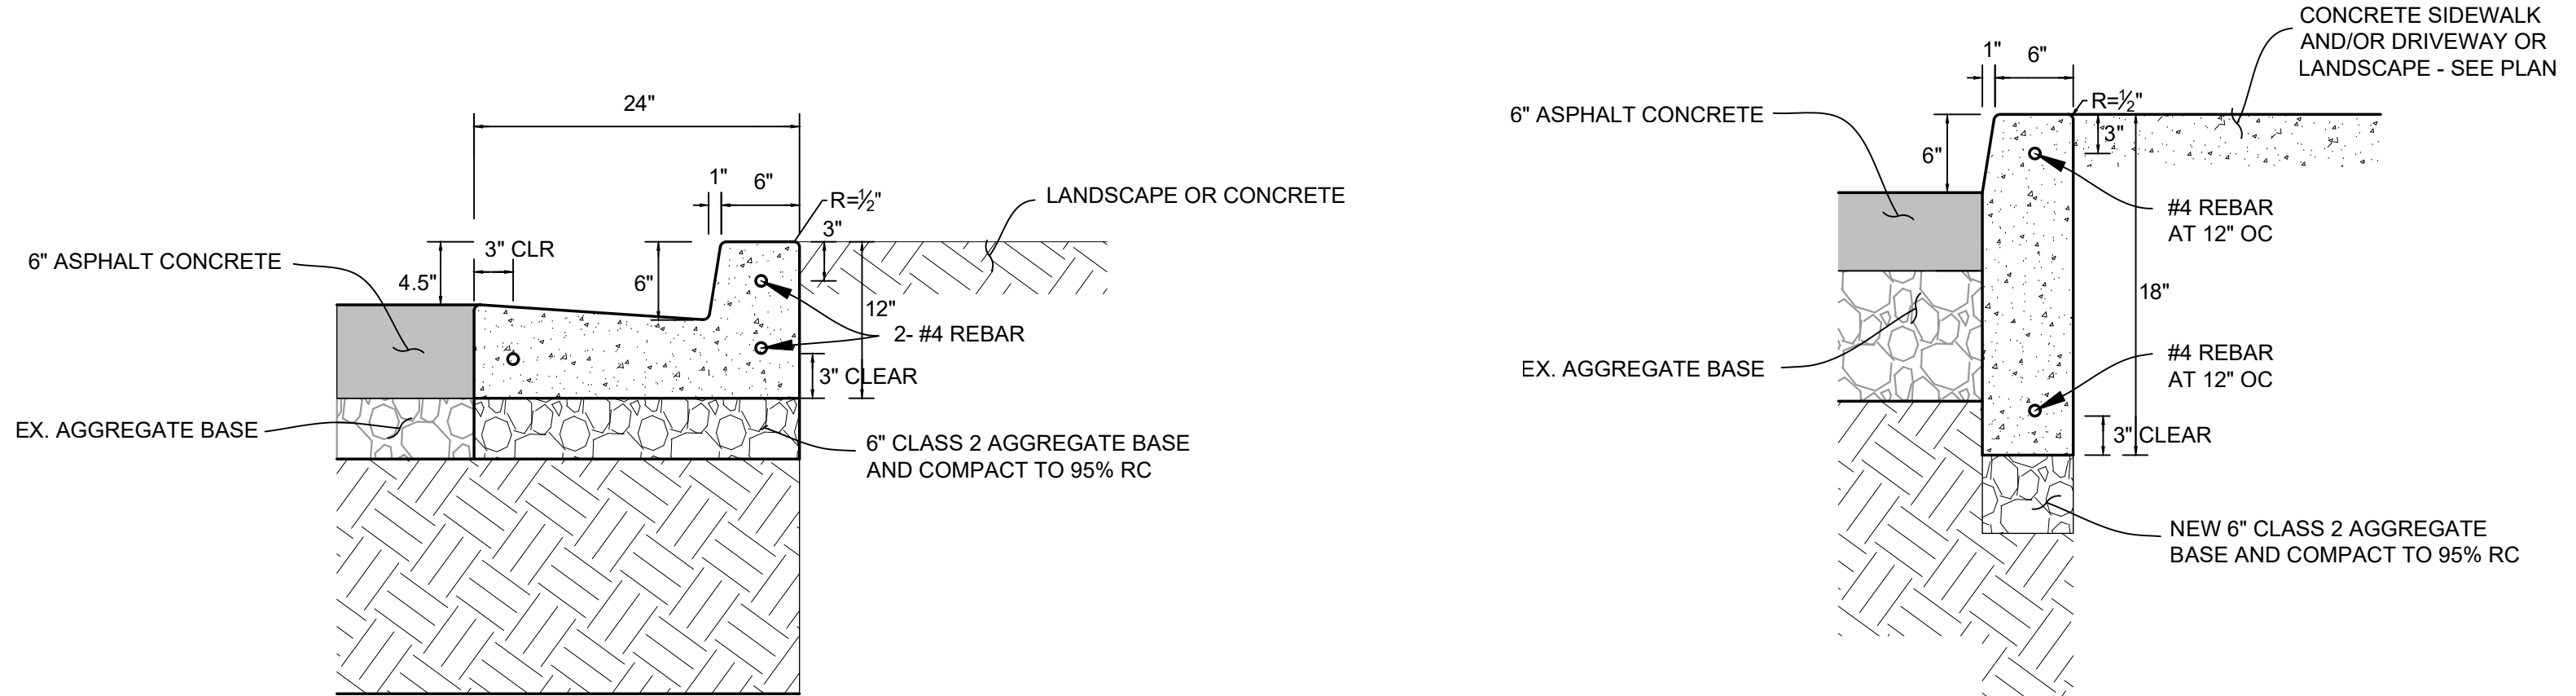 24"
1"
6"
R=½"
3"
LANDSCAPE OR CONCRETE
3" CLR
6" ASPHALT CONCRETE
4.5"
6"
12"
2- #4 REBAR
3" CLEAR
EX. AGGREGATE BASE
6" CLASS 2 AGGREGATE BASE
AND COMPACT TO 95% RC
CONCRETE SIDEWALK
AND/OR DRIVEWAY OR
LANDSCAPE - SEE PLAN
1"
6"
R=½"
6" ASPHALT CONCRETE
3"
6"
#4 REBAR
AT 12" OC
18"
#4 REBAR
AT 12" OC
EX. AGGREGATE BASE
3" CLEAR
NEW 6" CLASS 2 AGGREGATE
BASE AND COMPACT TO 95% RC